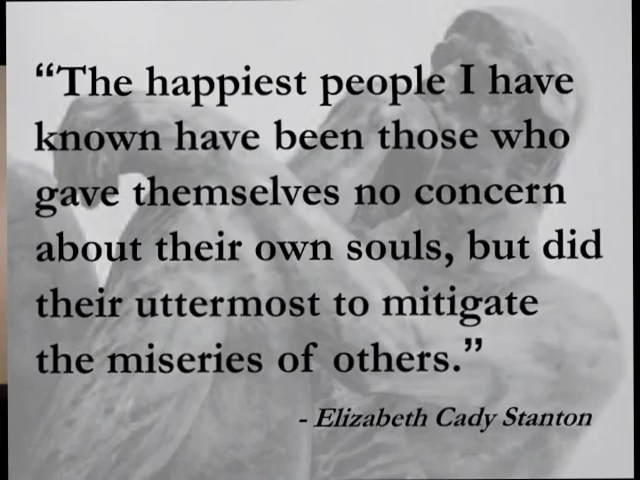 “The happiest people I have
known have been those who
gave themselves no concern
about their own souls, but did
their uttermost to mitigate
the miseries of others.”
- Elizabeth Cady Stanton